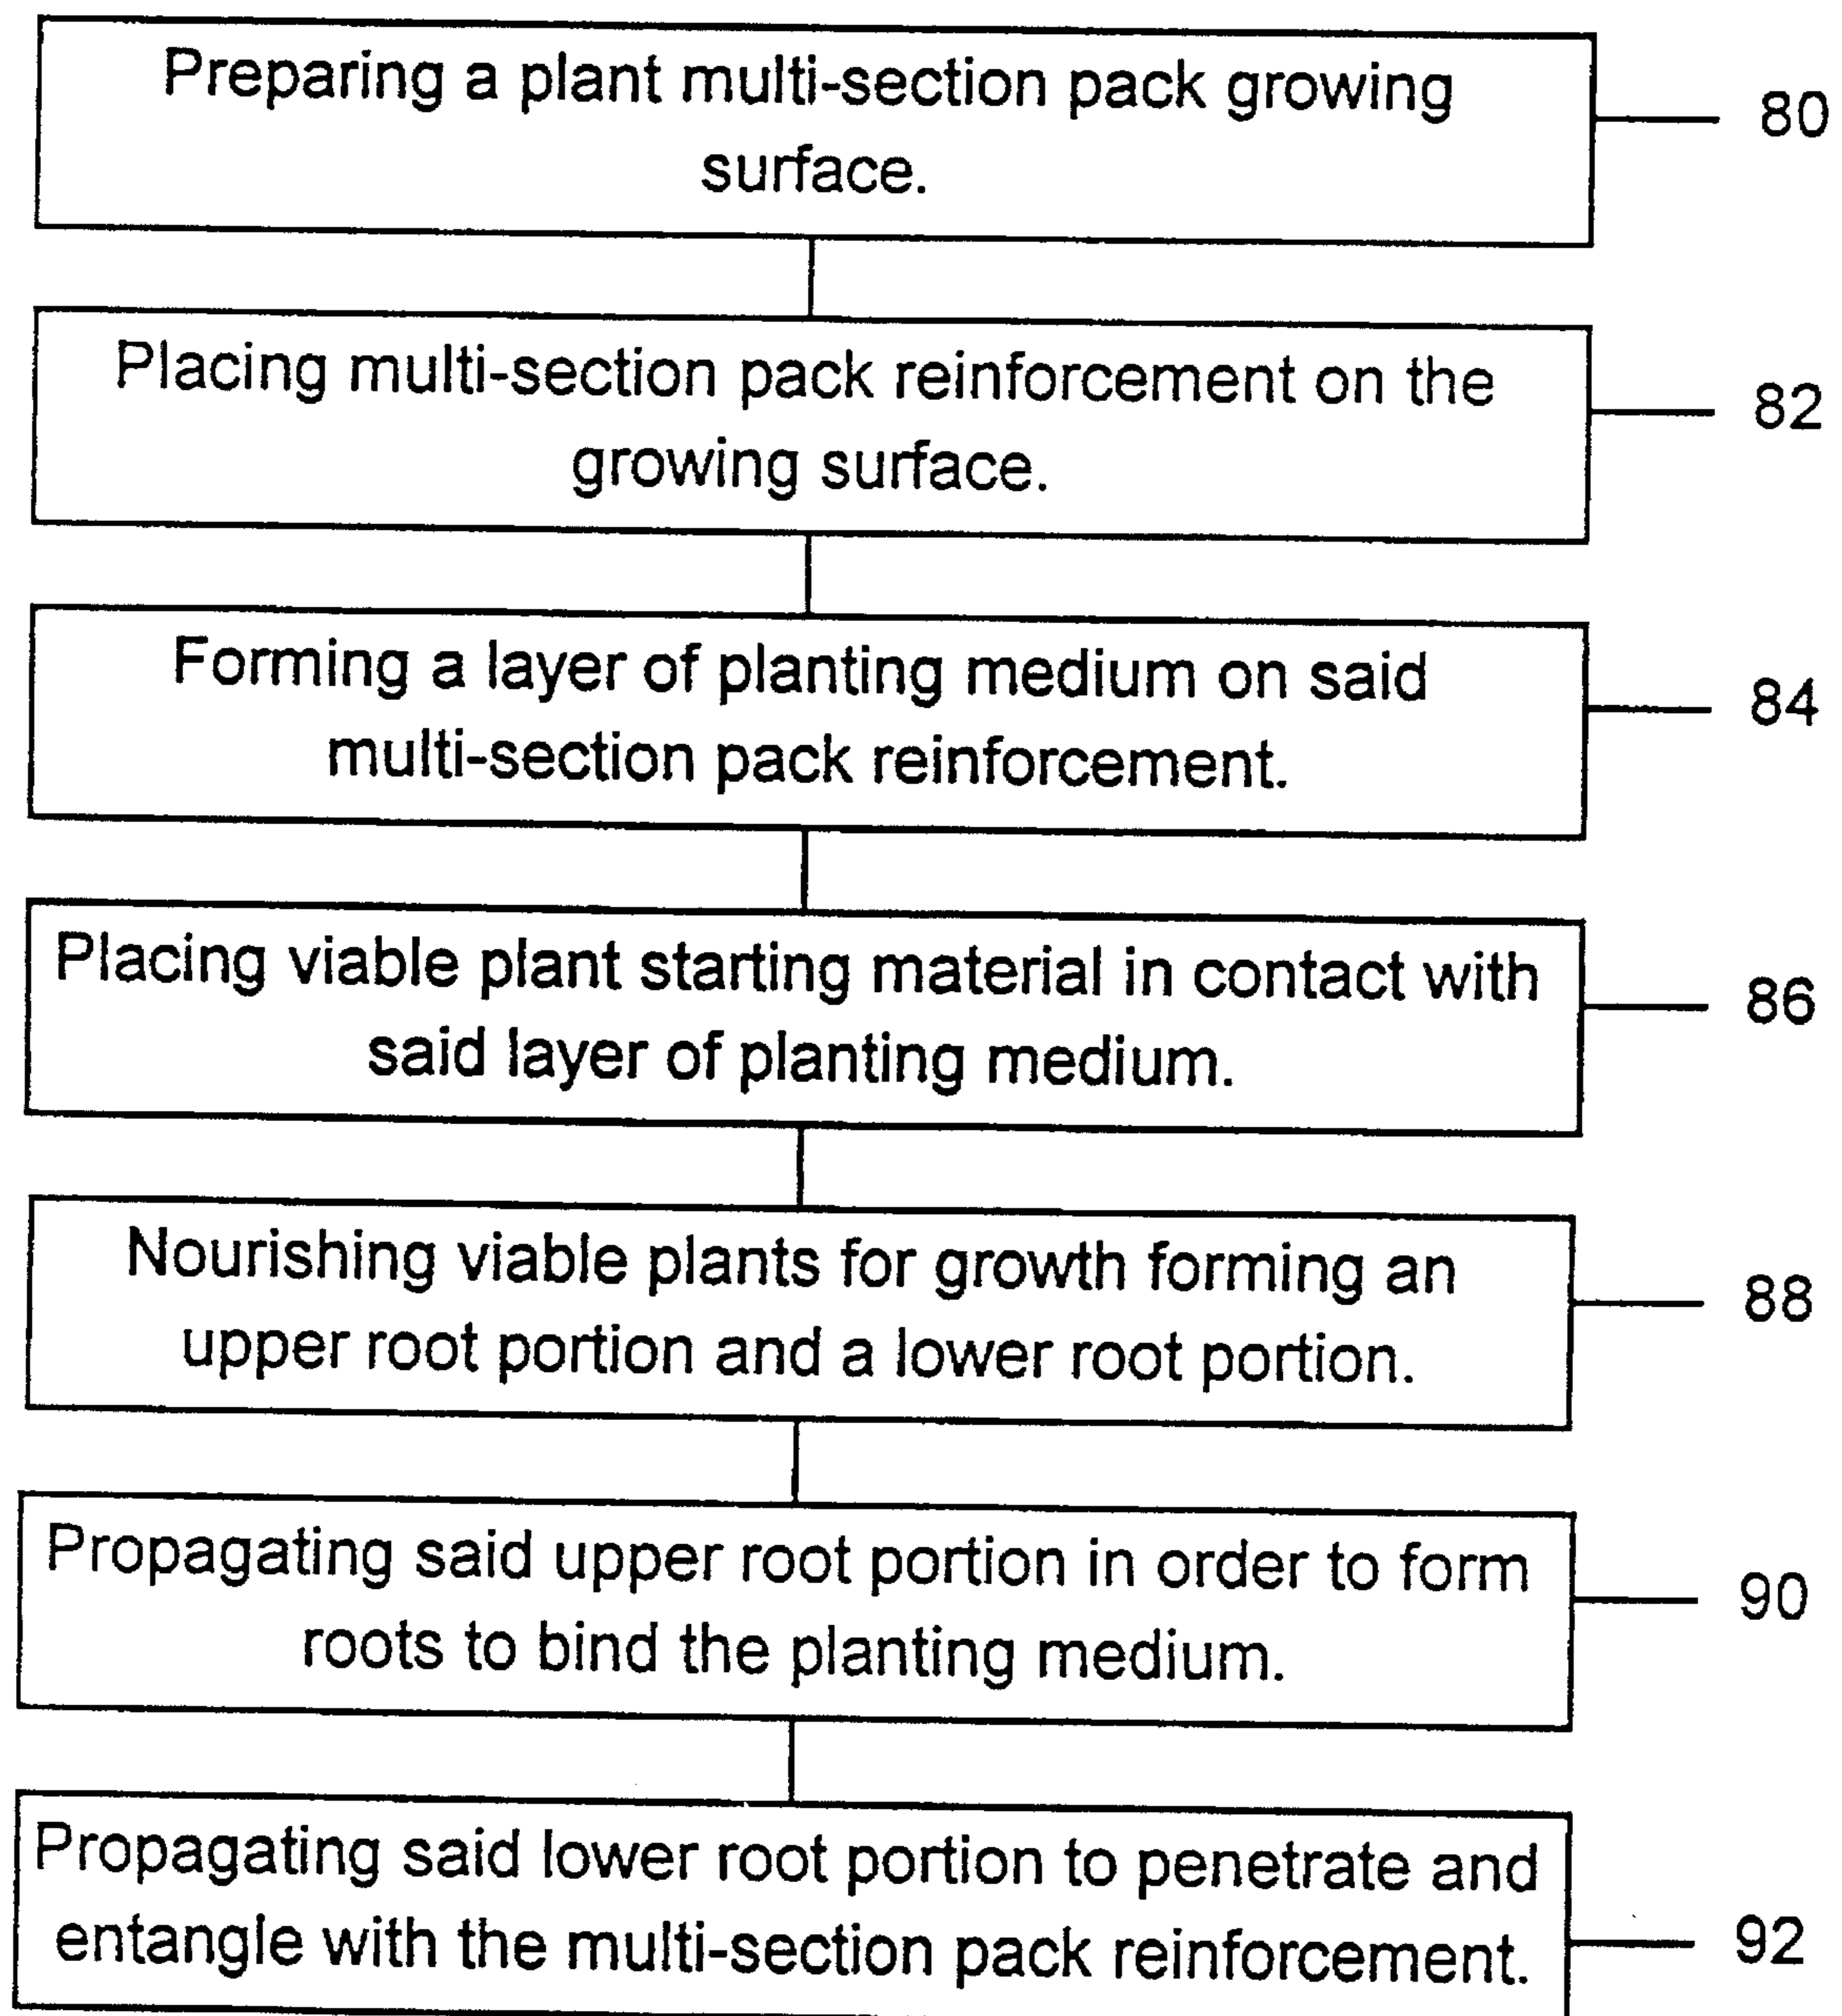 Preparing a plant multi-section pack growing
surface.
80
Placing multi-section pack reinforcement on the
growing surface.
82
Forming a layer of planting medium on said
multi-section pack reinforcement.
84
Placing viable plant starting material in contact with
said layer of planting medium.
86
Nourishing viable plants for growth forming an
upper root portion and a lower root portion.
88
Propagating said upper root portion in order to form
roots to bind the planting medium.
90
Propagating said lower root portion to penetrate and
entangle with the multi-section pack reinforcement.
92